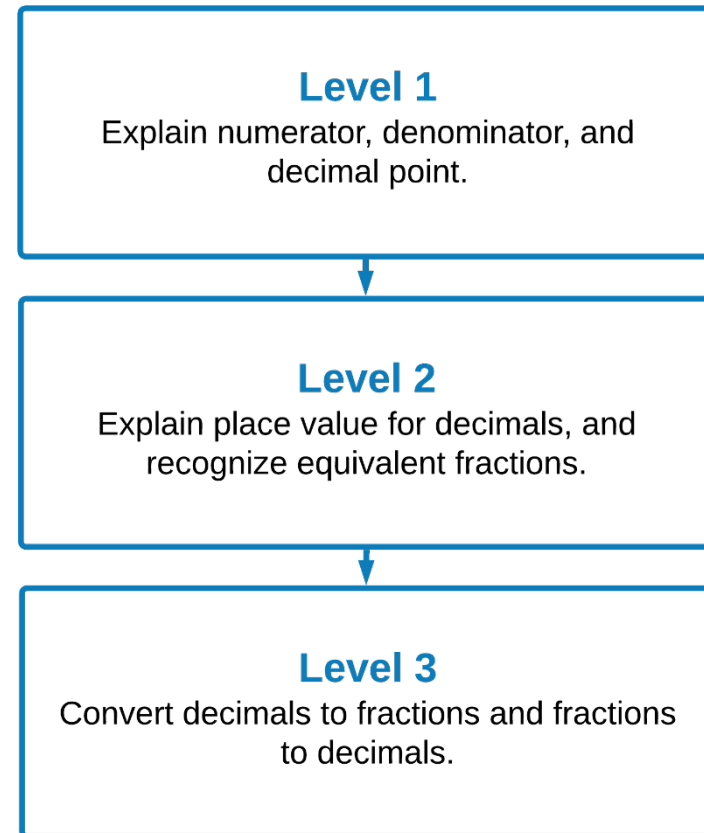 Level 1
Explain numerator, denominator, and
decimal point.
Level 2
Explain place value for decimals, and
recognize equivalent fractions.
Level 3
Convert decimals to fractions and fractions
to decimals.